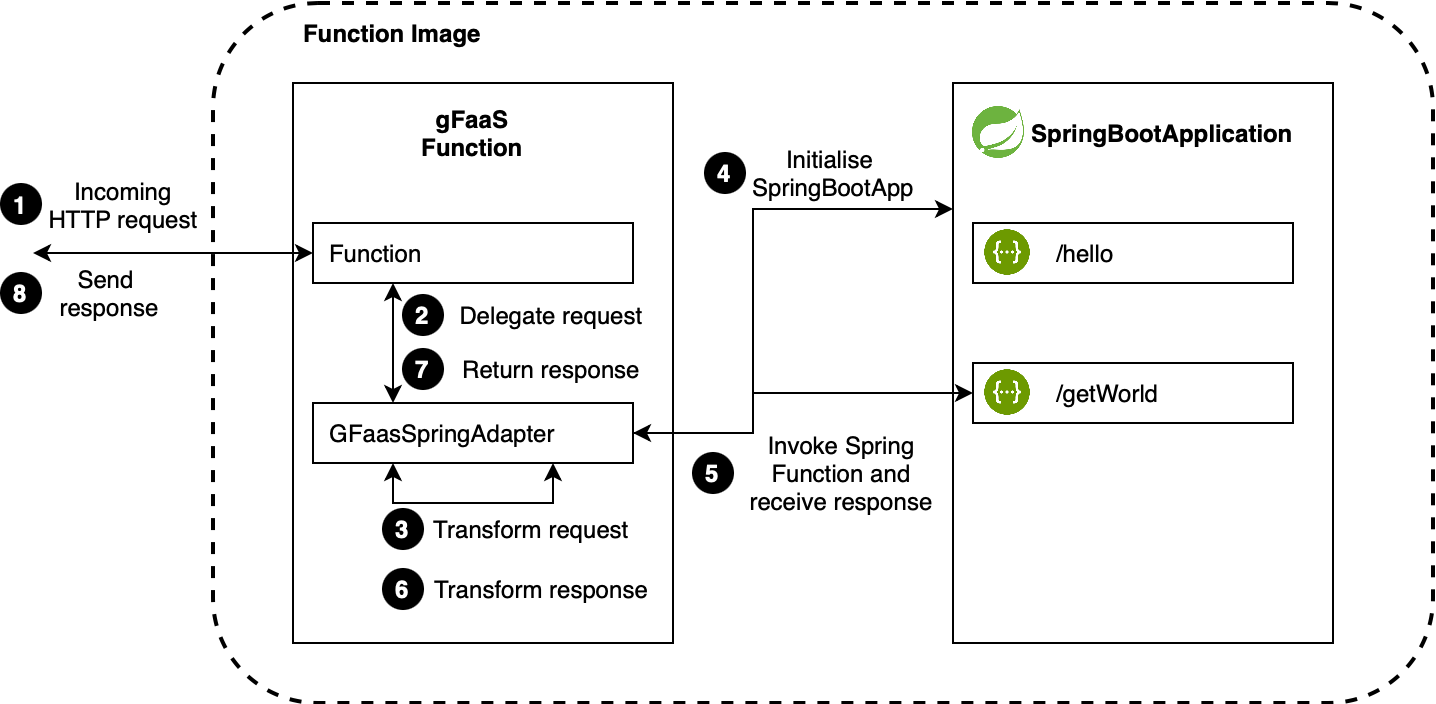 Function Image
gFaaS
Function
SpringBootApplication
1
Incoming
HTTP request
8
Send
response
Function
2
Delegate request
7
Return response
GFaasSpringAdapter
3
Transform request
6
Transform response
4
Initialise
SpringBootApp
5
Invoke Spring
Function and
receive response
{···}
/hello
{···}
/getWorld